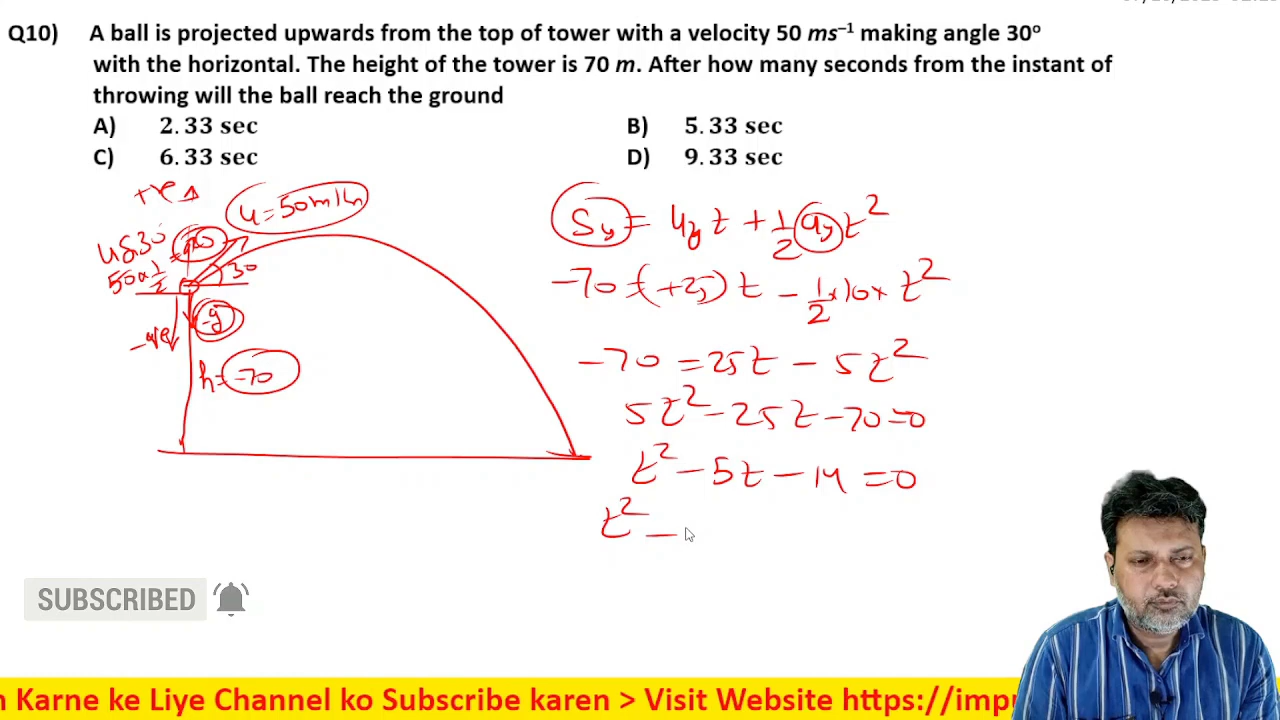 Q10) A ball is projected upwards from the top of tower with a velocity 50 ms⁻¹ making angle 30°
with the horizontal. The height of the tower is 70 m. After how many seconds from the instant of
throwing will the ball reach the ground
A) 2.33 sec B) 5.33 sec
C) 6.33 sec D) 9.33 sec
+ve
u = 50 m/s
30
50 × 1/2
-g
-ve
h = -70
Sy = uy t + 1/2 ay t²
-70 = (+25) t - 1/2 × 10 × t²
-70 = 25t - 5t²
5t² - 25t - 70 = 0
t² - 5t - 14 = 0
t² -
SUBSCRIBED
Karne ke Liye Channel ko Subscribe karen > Visit Website